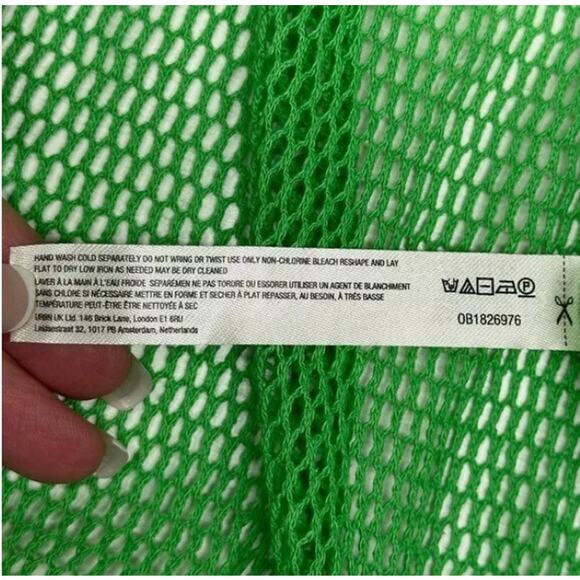 HAND WASH COLD SEPARATELY DO NOT WRING OR TWIST USE ONLY NON-CHLORINE BLEACH RESHAPE AND LAY
FLAT TO DRY LOW IRON AS NEEDED MAY BE DRY CLEANED
LAVER À LA MAIN À L'EAU FROIDE SEPARÉMEN NE PAS TORDRE OU ESSORER UTILISER UN AGENT DE BLANCHIMENT
SANS CHLORE SI NÉCESSAIRE METTRE EN FORME ET SECHER À PLAT REPASSER, AU BESOIN, À TRÈS BASSE
TEMPÉRATURE PEUT-ÊTRE ÊTRE NETTOYÉE À SEC
URBN UK Ltd. 146 Brick Lane, London E1 6RU
Leidsestraat 32, 1017 PB Amsterdam, Netherlands
P
OB1826976